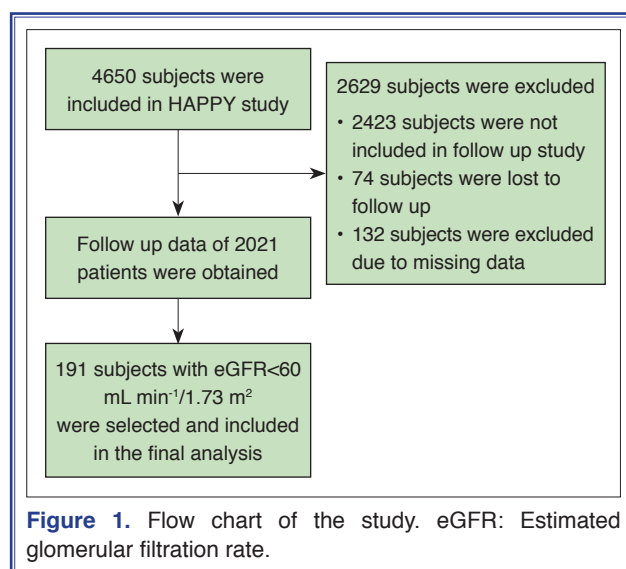 4650 subjects were
included in HAPPY study
2629 subjects were excluded
• 2423 subjects were not
included in follow up study
• 74 subjects were lost to
follow up
• 132 subjects were excluded
due to missing data
Follow up data of 2021
patients were obtained
191 subjects with eGFR<60
mL min⁻¹/1.73 m²
were selected and included
in the final analysis
Figure 1. Flow chart of the study. eGFR: Estimated
glomerular filtration rate.